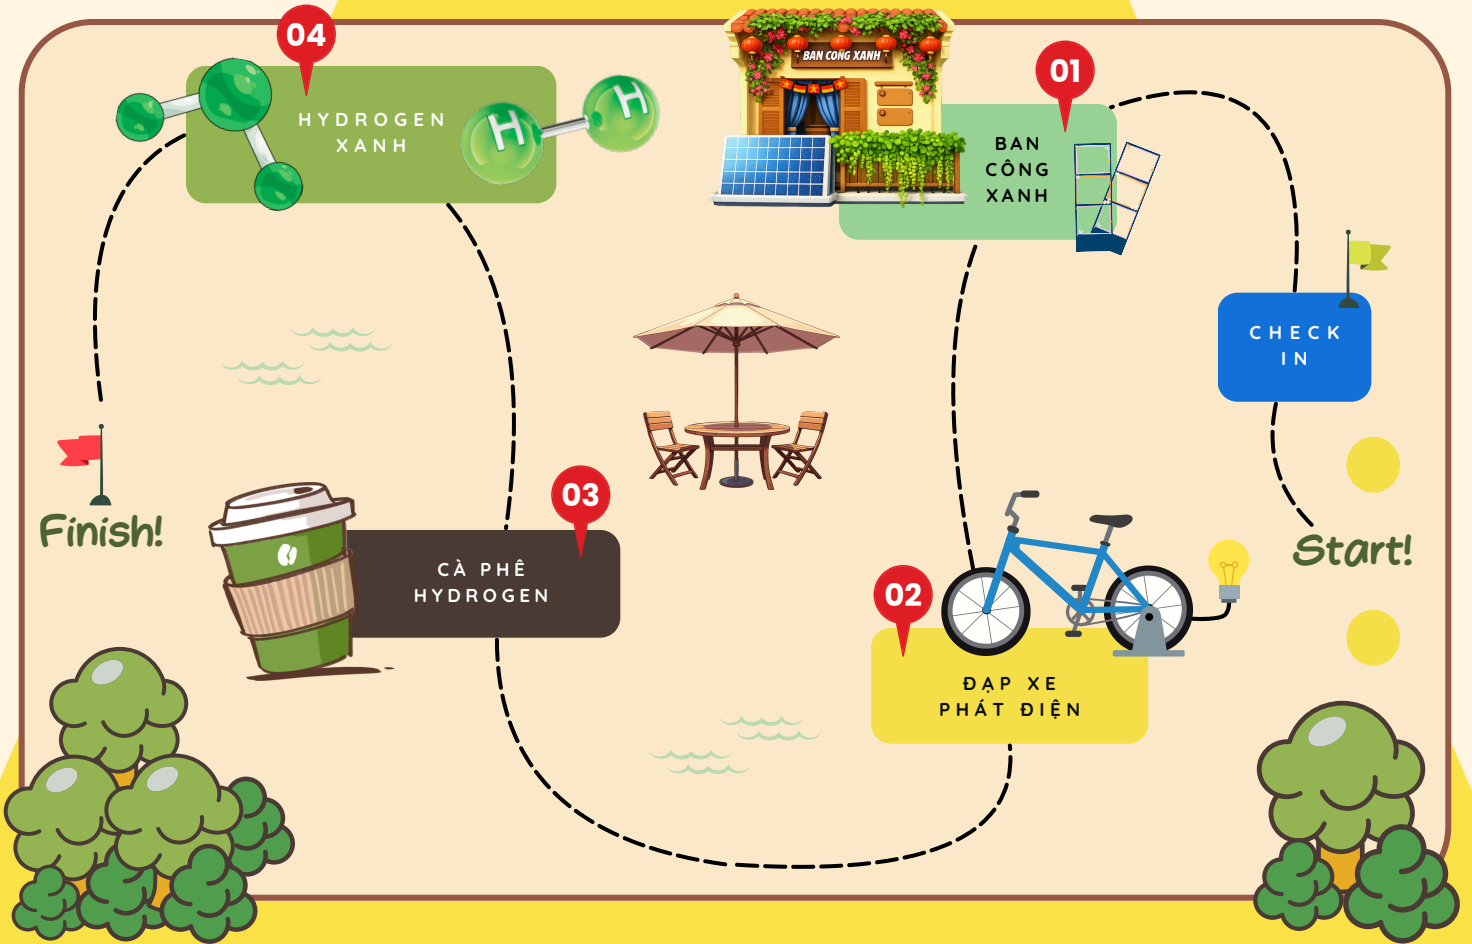 04
HYDROGEN
XANH
H
H
BAN CÔNG XANH
01
BAN
CÔNG
XANH
CHECK
IN
Start!
Finish!
03
CÀ PHÊ
HYDROGEN
02
ĐẠP XE
PHÁT ĐIỆN